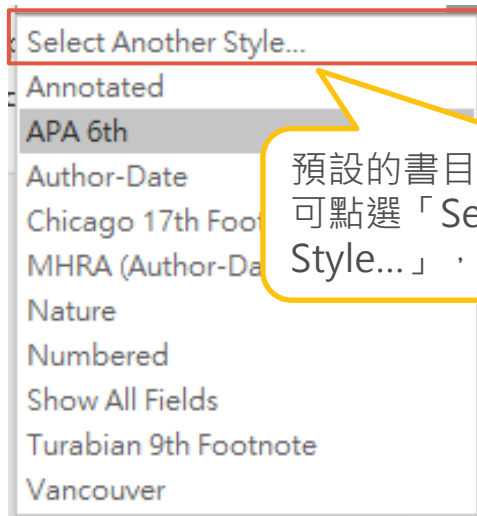 Select Another Style...
Annotated
APA 6th
Author-Date
Chicago 17th Foot
MHRA (Author-Da
Nature
Numbered
Show All Fields
Turabian 9th Footnote
Vancouver
預設的書目
可點選「Se
Style...」,